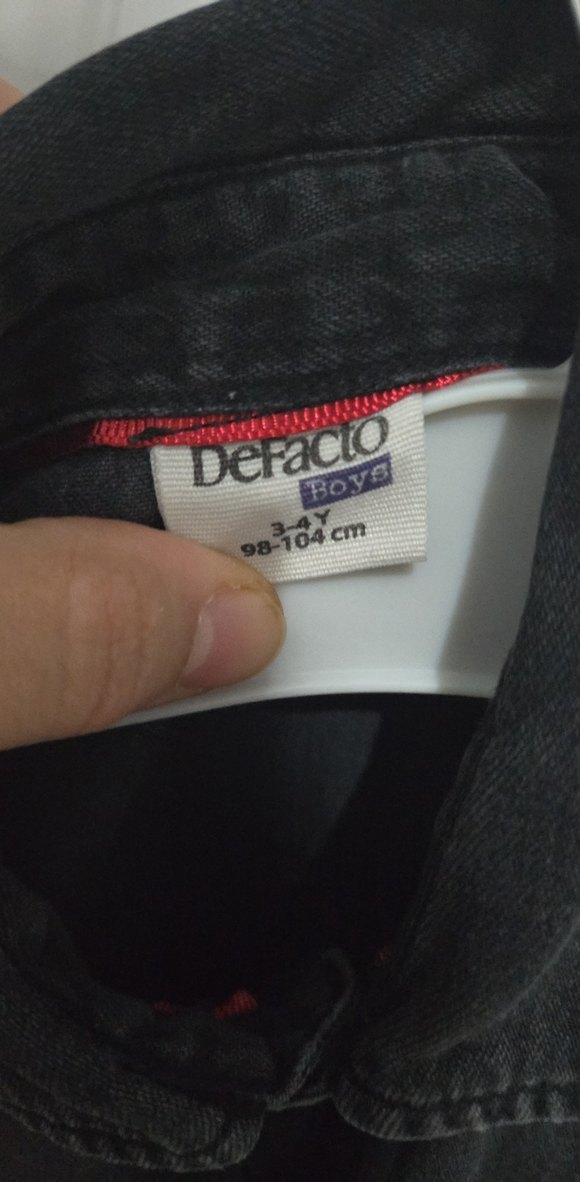 DeFacto
Boys
3-4 Y
98-104 cm